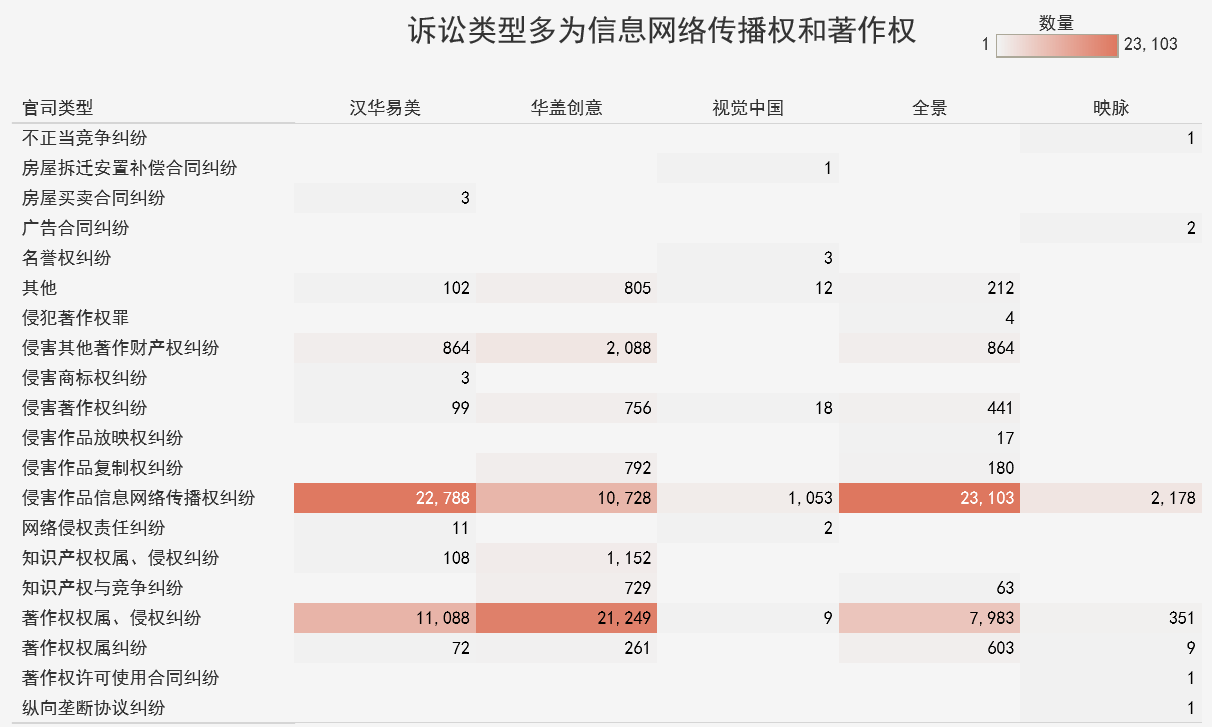 诉讼类型多为信息网络传播权和著作权
数量
1 23,103
官司类型 汉华易美 华盖创意 视觉中国 全景 映脉
不正当竞争纠纷 1
房屋拆迁安置补偿合同纠纷 1
房屋买卖合同纠纷 3
广告合同纠纷 2
名誉权纠纷 3
其他 102 805 12 212
侵犯著作权罪 4
侵害其他著作财产权纠纷 864 2,088 864
侵害商标权纠纷 3
侵害著作权纠纷 99 756 18 441
侵害作品放映权纠纷 17
侵害作品复制权纠纷 792 180
侵害作品信息网络传播权纠纷 22,788 10,728 1,053 23,103 2,178
网络侵权责任纠纷 11 2
知识产权权属、侵权纠纷 108 1,152
知识产权与竞争纠纷 729 63
著作权权属、侵权纠纷 11,088 21,249 9 7,983 351
著作权权属纠纷 72 261 603 9
著作权许可使用合同纠纷 1
纵向垄断协议纠纷 1